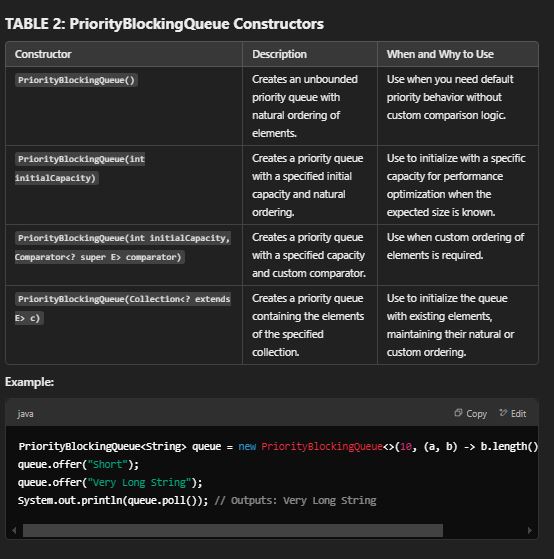 TABLE 2: PriorityBlockingQueue Constructors
Constructor Description When and Why to Use
PriorityBlockingQueue() Creates an unbounded Use when you need default
priority queue with priority behavior without
natural ordering of custom comparison logic.
elements.
PriorityBlockingQueue(int Creates a priority queue Use to initialize with a specific
initialCapacity) with a specified initial capacity for performance
capacity and natural optimization when the
ordering. expected size is known.
PriorityBlockingQueue(int initialCapacity, Creates a priority queue Use when custom ordering of
Comparator<? super E> comparator) with a specified capacity elements is required.
and custom comparator.
PriorityBlockingQueue(Collection<? extends Creates a priority queue Use to initialize the queue
E> c) containing the elements with existing elements,
of the specified maintaining their natural or
collection. custom ordering.
Example:
java Copy Edit
PriorityBlockingQueue<String> queue = new PriorityBlockingQueue<>(10, (a, b) -> b.length()
queue.offer("Short");
queue.offer("Very Long String");
System.out.println(queue.poll()); // Outputs: Very Long String